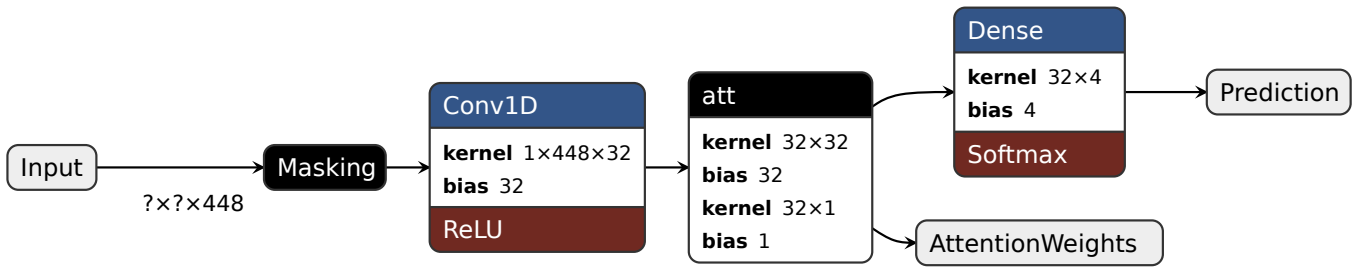 Input
?×?×448
Masking
Conv1D
kernel 1×448×32
bias 32
ReLU
att
kernel 32×32
bias 32
kernel 32×1
bias 1
Dense
kernel 32×4
bias 4
Softmax
Prediction
AttentionWeights